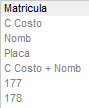 Matricula
C Costo
Nomb
Placa
C Costo + Nomb
177
178